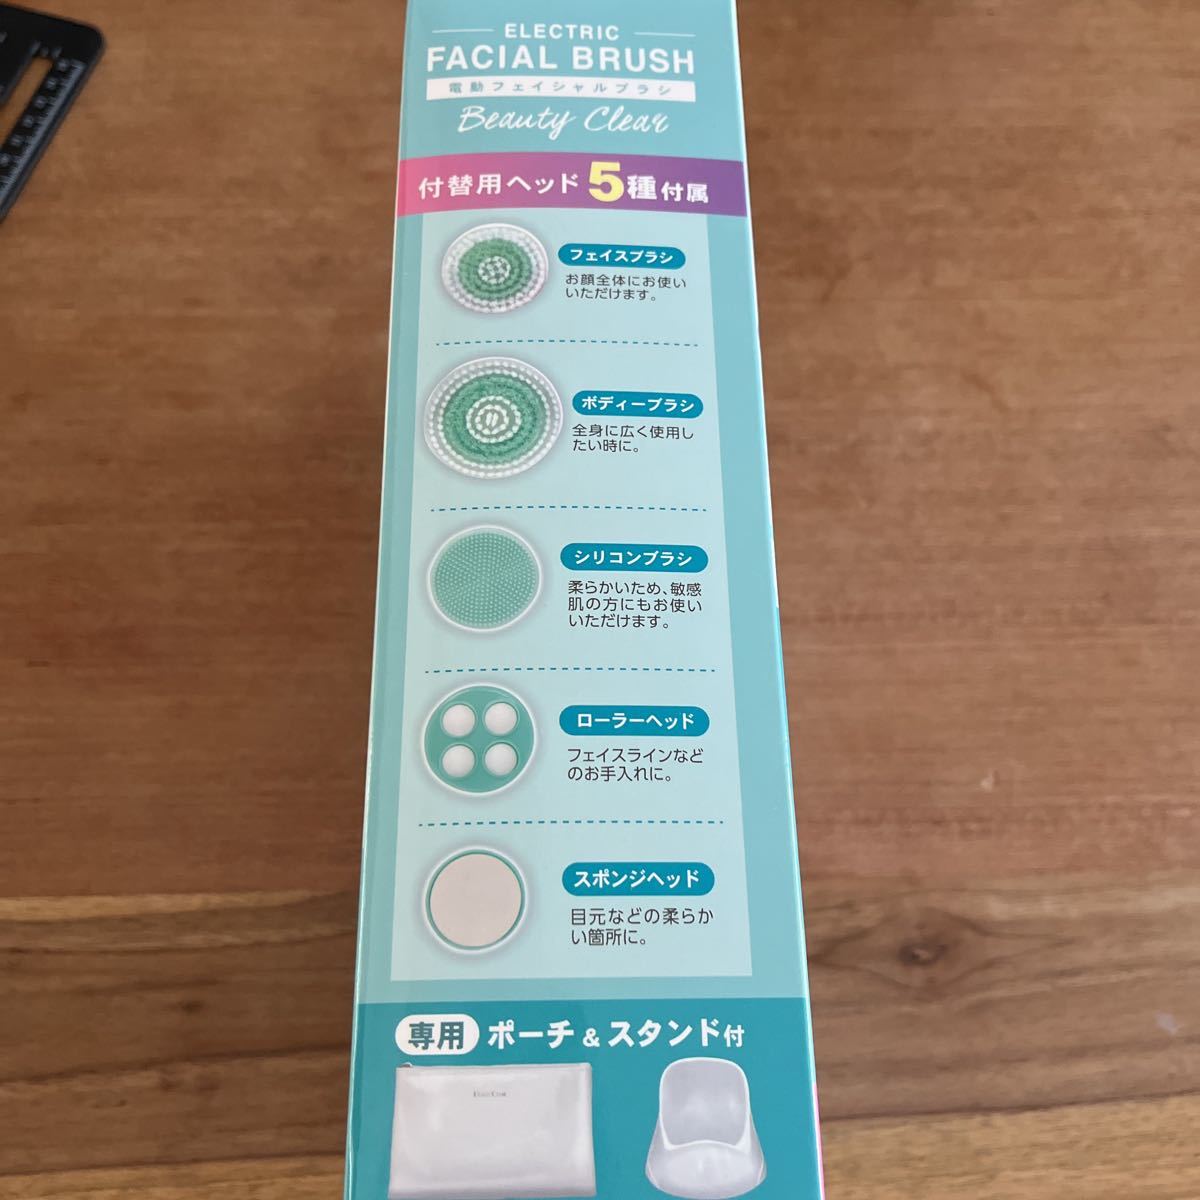 ELECTRIC
FACIAL BRUSH
電動フェイシャルブラシ
Beauty Clear
付替用ヘッド5種付属
フェイスブラシ
お顔全体にお使い
いただけます。
ボディーブラシ
全身に広く使用し
たい時に。
シリコンブラシ
柔らかいため、敏感
肌の方にもお使い
いただけます。
ローラーヘッド
フェイスラインなど
のお手入れに。
スポンジヘッド
目元などの柔らか
い箇所に。
専用 ポーチ&スタンド付